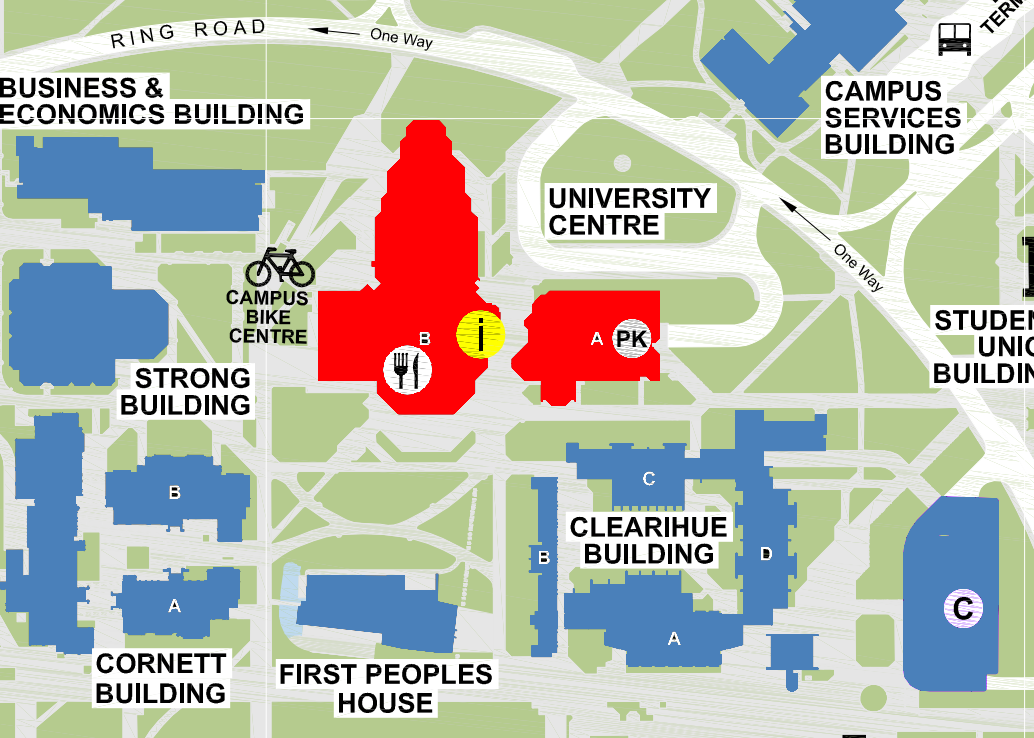 RING ROAD
One Way
TERM
BUSINESS &
ECONOMICS BUILDING
CAMPUS
SERVICES
BUILDING
UNIVERSITY
CENTRE
One Way
CAMPUS
BIKE
CENTRE
B
i
A
PK
STUDEN
UNIO
BUILDIN
STRONG
BUILDING
B
C
CLEARIHUE
BUILDING
B
D
A
A
C
CORNETT
BUILDING
FIRST PEOPLES
HOUSE